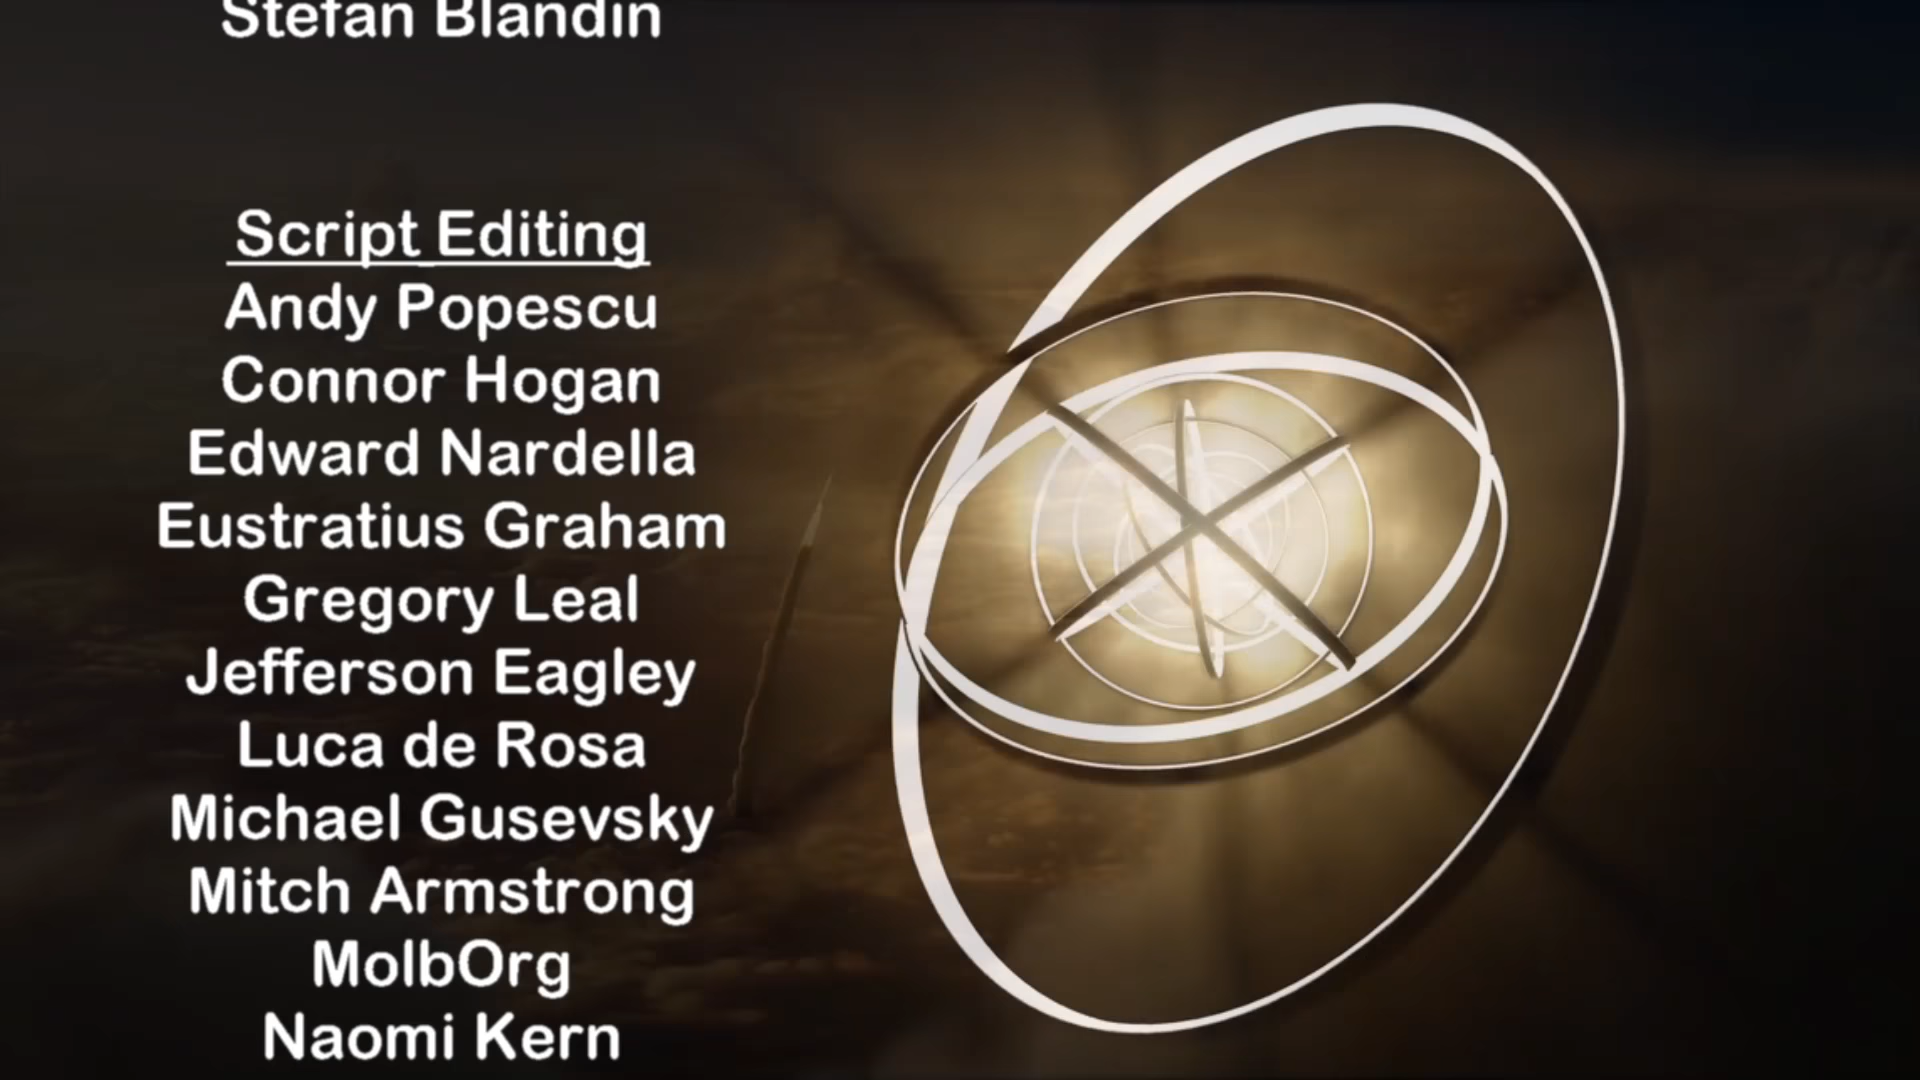 Stefan Blandin
Script Editing
Andy Popescu
Connor Hogan
Edward Nardella
Eustratius Graham
Gregory Leal
Jefferson Eagley
Luca de Rosa
Michael Gusevsky
Mitch Armstrong
MolbOrg
Naomi Kern